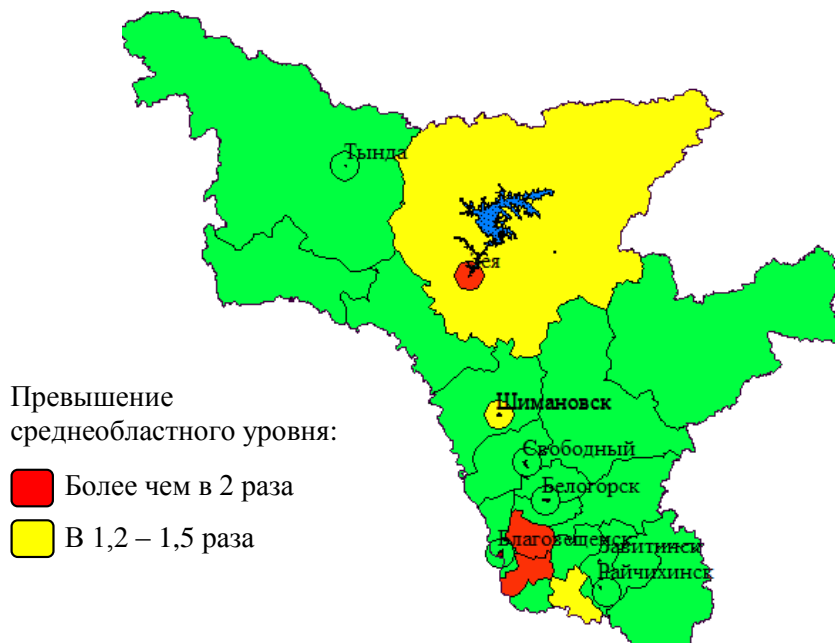 Тында
Зея
Шимановск
Свободный
Белогорск
Благовещенск
Завитинск
Райчихинск
Превышение
среднеобластного уровня:
Более чем в 2 раза
В 1,2 – 1,5 раза